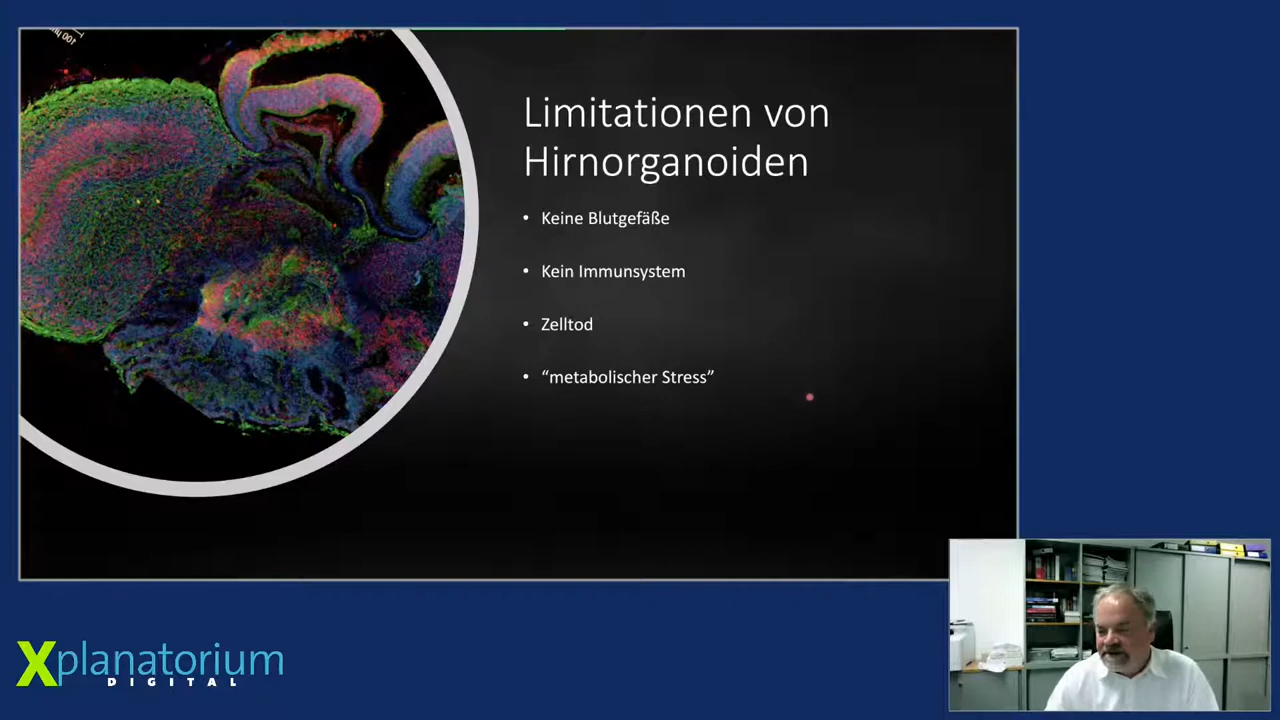 Limitationen von
Hirnorganoiden
• Keine Blutgefäße
• Kein Immunsystem
• Zelltod
• “metabolischer Stress”
Xplanatorium
DIGITAL